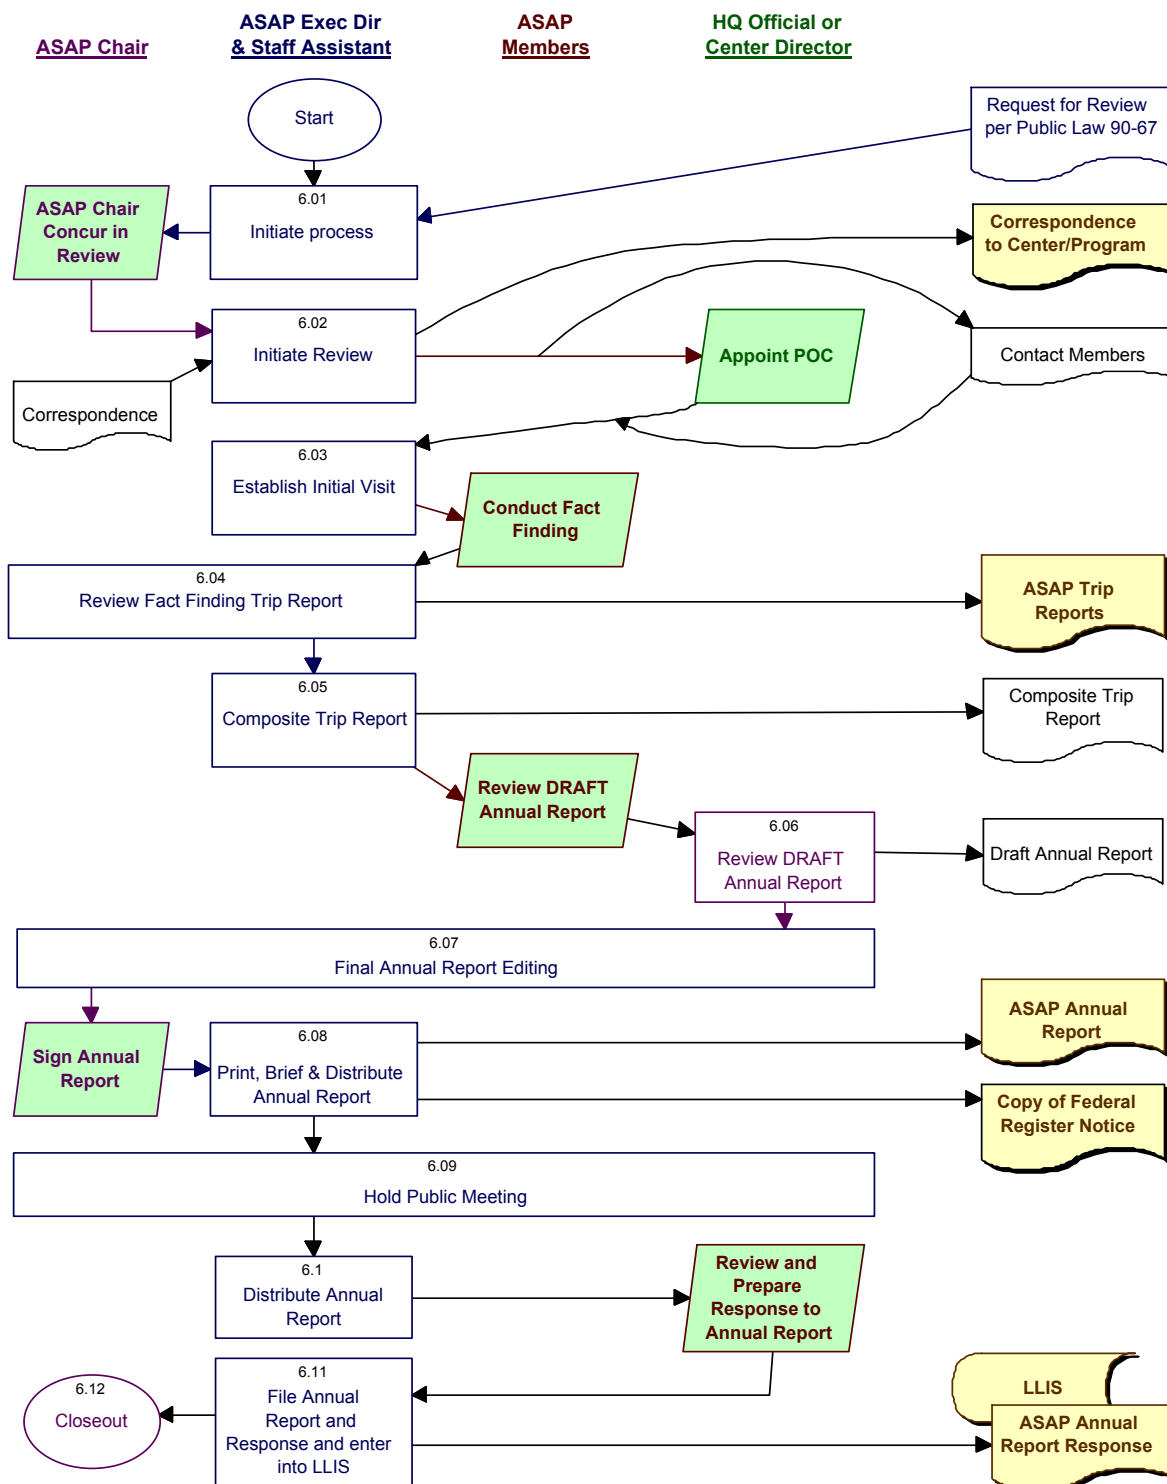 ASAP Chair
ASAP Exec Dir
& Staff Assistant
ASAP
Members
HQ Official or
Center Director
Start
Request for Review
per Public Law 90-67
ASAP Chair
Concur in
Review
6.01
Initiate process
Correspondence
to Center/Program
6.02
Initiate Review
Appoint POC
Contact Members
Correspondence
6.03
Establish Initial Visit
Conduct Fact
Finding
6.04
Review Fact Finding Trip Report
ASAP Trip
Reports
6.05
Composite Trip Report
Composite Trip
Report
Review DRAFT
Annual Report
6.06
Review DRAFT
Annual Report
Draft Annual Report
6.07
Final Annual Report Editing
Sign Annual
Report
6.08
Print, Brief & Distribute
Annual Report
ASAP Annual
Report
Copy of Federal
Register Notice
6.09
Hold Public Meeting
6.1
Distribute Annual
Report
Review and
Prepare
Response to
Annual Report
6.12
Closeout
6.11
File Annual
Report and
Response and enter
into LLIS
LLIS
ASAP Annual
Report Response